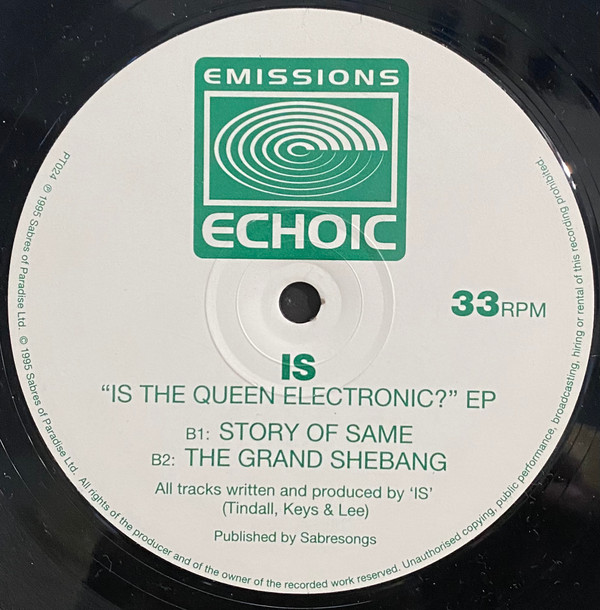 EMISSIONS
ECHOIC
33RPM
IS
“IS THE QUEEN ELECTRONIC?” EP
B1: STORY OF SAME
B2: THE GRAND SHEBANG
All tracks written and produced by ‘IS’
(Tindall, Keys & Lee)
Published by Sabresongs
PT024 ℗ 1995 Sabres of Paradise Ltd. © 1995 Sabres of Paradise Ltd. All rights of the producer and of the owner of the recorded work reserved. Unauthorised copying, public performance, broadcasting, hiring or rental of this recording prohibited.